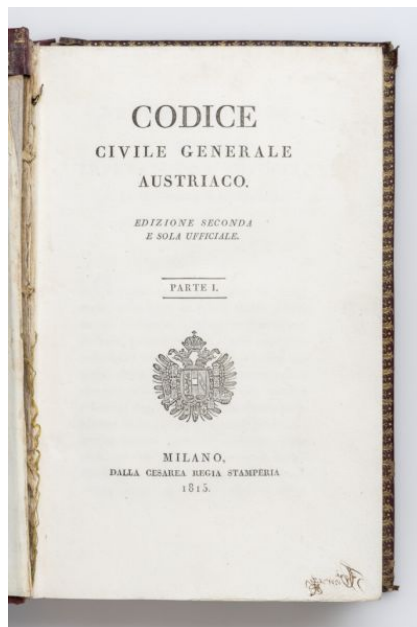 CODICE
CIVILE GENERALE
AUSTRIACO.
EDIZIONE SECONDA
E SOLA UFFICIALE.
PARTE I.
MILANO,
DALLA CESAREA REGIA STAMPERIA
1815.